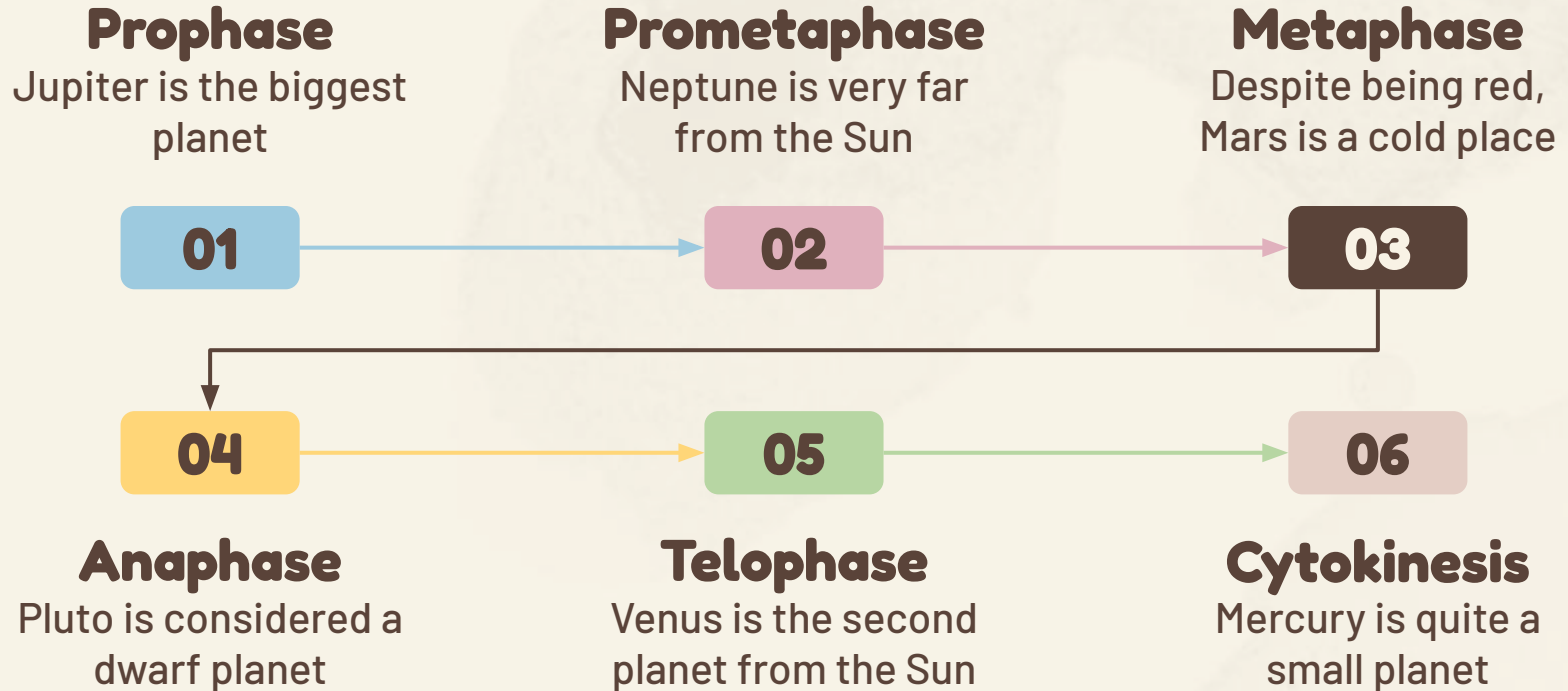 Prophase
Jupiter is the biggest
planet
Prometaphase
Neptune is very far
from the Sun
Metaphase
Despite being red,
Mars is a cold place
01
02
03
04
05
06
Anaphase
Pluto is considered a
dwarf planet
Telophase
Venus is the second
planet from the Sun
Cytokinesis
Mercury is quite a
small planet